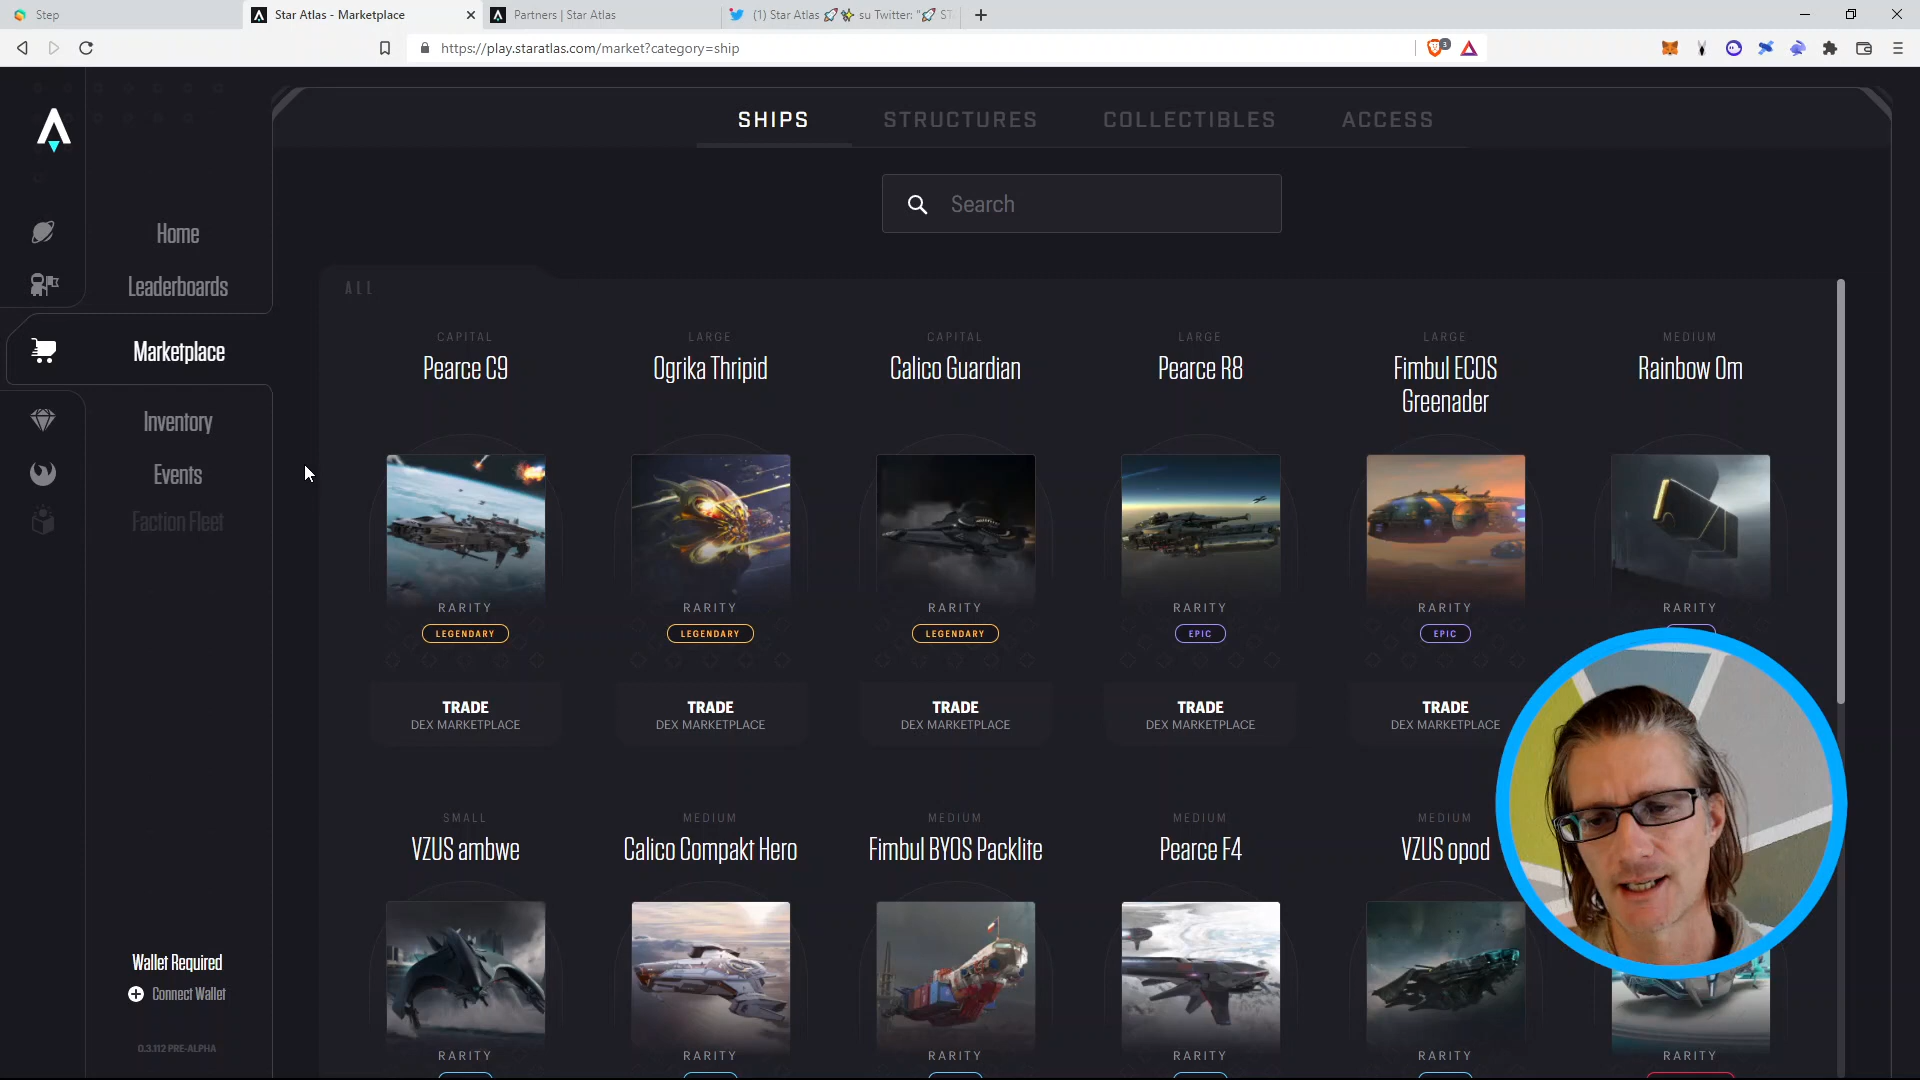 Step
Star Atlas - Marketplace
Partners | Star Atlas
(1) Star Atlas 🚀✨ su Twitter: "🚀 ST
https://play.staratlas.com/market?category=ship
3
SHIPS
STRUCTURES
COLLECTIBLES
ACCESS
Search
Home
Leaderboards
Marketplace
Inventory
Events
Faction Fleet
Wallet Required
Connect Wallet
0.3.112 PRE-ALPHA
ALL
CAPITAL
Pearce C9
RARITY
LEGENDARY
TRADE
DEX MARKETPLACE
LARGE
Ogrika Thripid
RARITY
LEGENDARY
TRADE
DEX MARKETPLACE
CAPITAL
Calico Guardian
RARITY
LEGENDARY
TRADE
DEX MARKETPLACE
LARGE
Pearce R8
RARITY
EPIC
TRADE
DEX MARKETPLACE
LARGE
Fimbul ECOS
Greenader
RARITY
EPIC
TRADE
DEX MARKETPLACE
MEDIUM
Rainbow Om
RARITY
SMALL
VZUS ambwe
RARITY
MEDIUM
Calico Compakt Hero
RARITY
MEDIUM
Fimbul BYOS Packlite
RARITY
MEDIUM
Pearce F4
RARITY
MEDIUM
VZUS opod
RARITY
RARITY